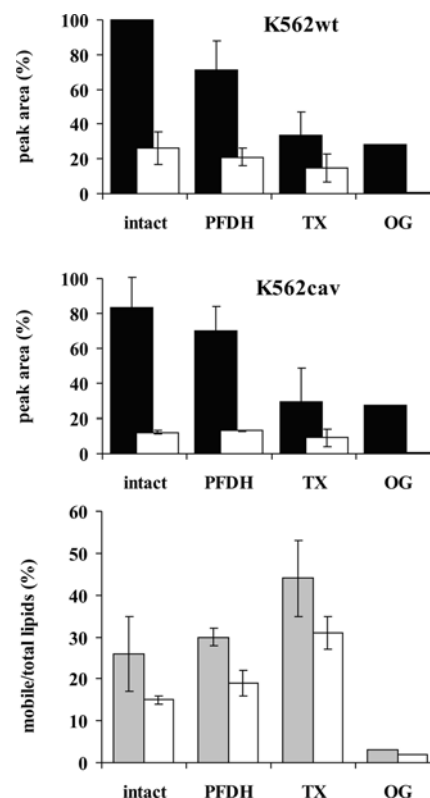 K562wt
peak area (%)
100
80
60
40
20
0
intact PFDH TX OG
K562cav
peak area (%)
100
80
60
40
20
0
intact PFDH TX OG
mobile/total lipids (%)
60
50
40
30
20
10
0
intact PFDH TX OG